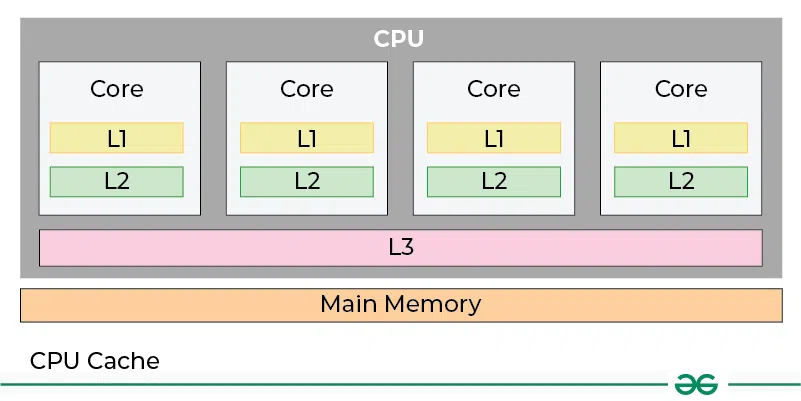 CPU
Core Core Core Core
L1 L1 L1 L1
L2 L2 L2 L2
L3
Main Memory
CPU Cache